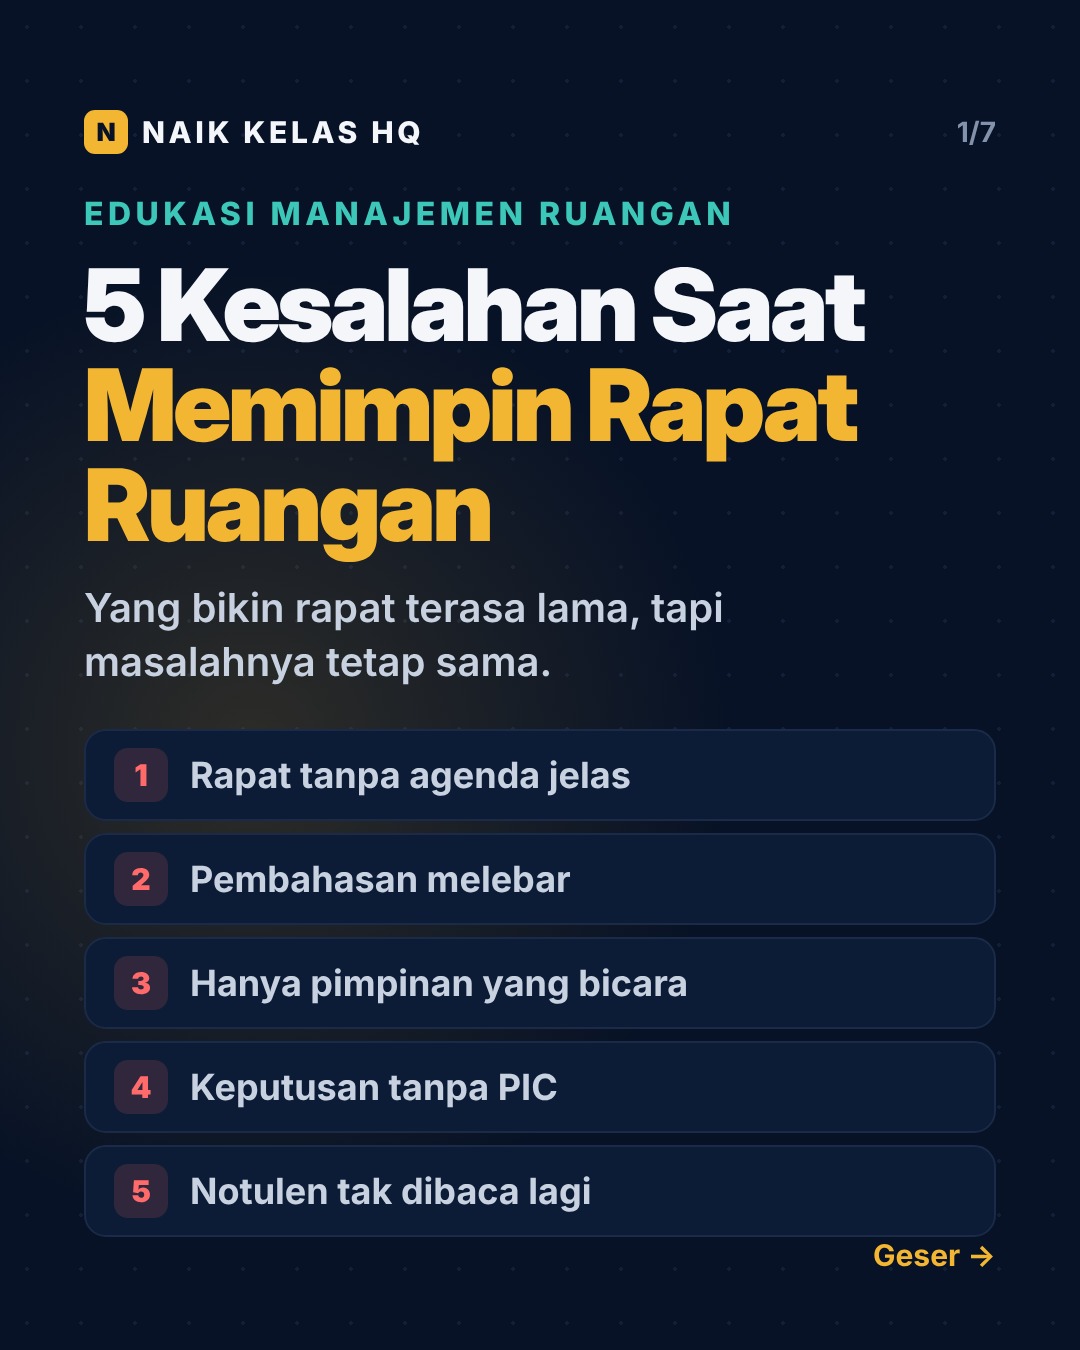 N NAIK KELAS HQ
1/7
EDUKASI MANAJEMEN RUANGAN
5 Kesalahan Saat
Memimpin Rapat
Ruangan
Yang bikin rapat terasa lama, tapi
masalahnya tetap sama.
1 Rapat tanpa agenda jelas
2 Pembahasan melebar
3 Hanya pimpinan yang bicara
4 Keputusan tanpa PIC
5 Notulen tak dibaca lagi
Geser →